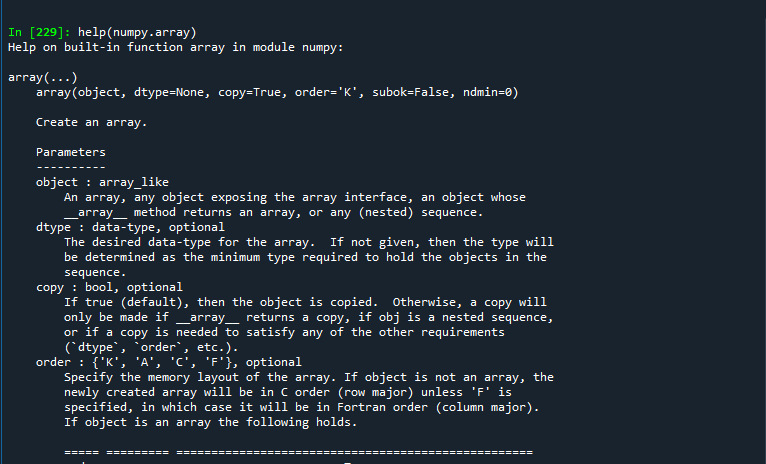 In [229]: help(numpy.array)
Help on built-in function array in module numpy:
array(...)
array(object, dtype=None, copy=True, order='K', subok=False, ndmin=0)
Create an array.
Parameters
----------
object : array_like
An array, any object exposing the array interface, an object whose
__array__ method returns an array, or any (nested) sequence.
dtype : data-type, optional
The desired data-type for the array.  If not given, then the type will
be determined as the minimum type required to hold the objects in the
sequence.
copy : bool, optional
If true (default), then the object is copied.  Otherwise, a copy will
only be made if __array__ returns a copy, if obj is a nested sequence,
or if a copy is needed to satisfy any of the other requirements
(`dtype`, `order`, etc.).
order : {'K', 'A', 'C', 'F'}, optional
Specify the memory layout of the array. If object is not an array, the
newly created array will be in C order (row major) unless 'F' is
specified, in which case it will be in Fortran order (column major).
If object is an array the following holds.
===== ========= ===================================================